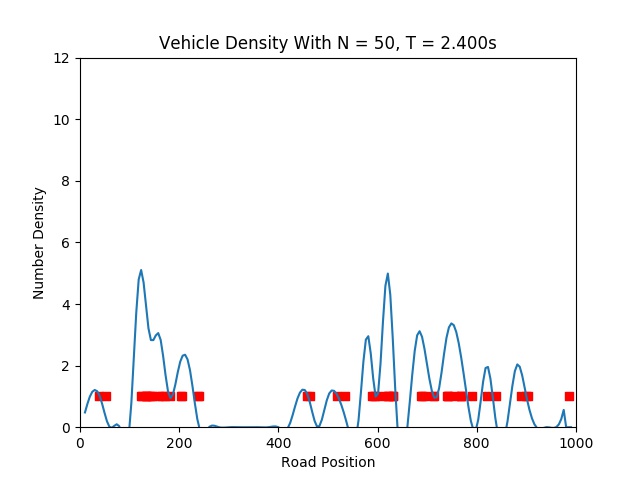 Vehicle Density With N = 50, T = 2.400s
12
10
8
6
4
2
0
Number Density
0 200 400 600 800 1000
Road Position